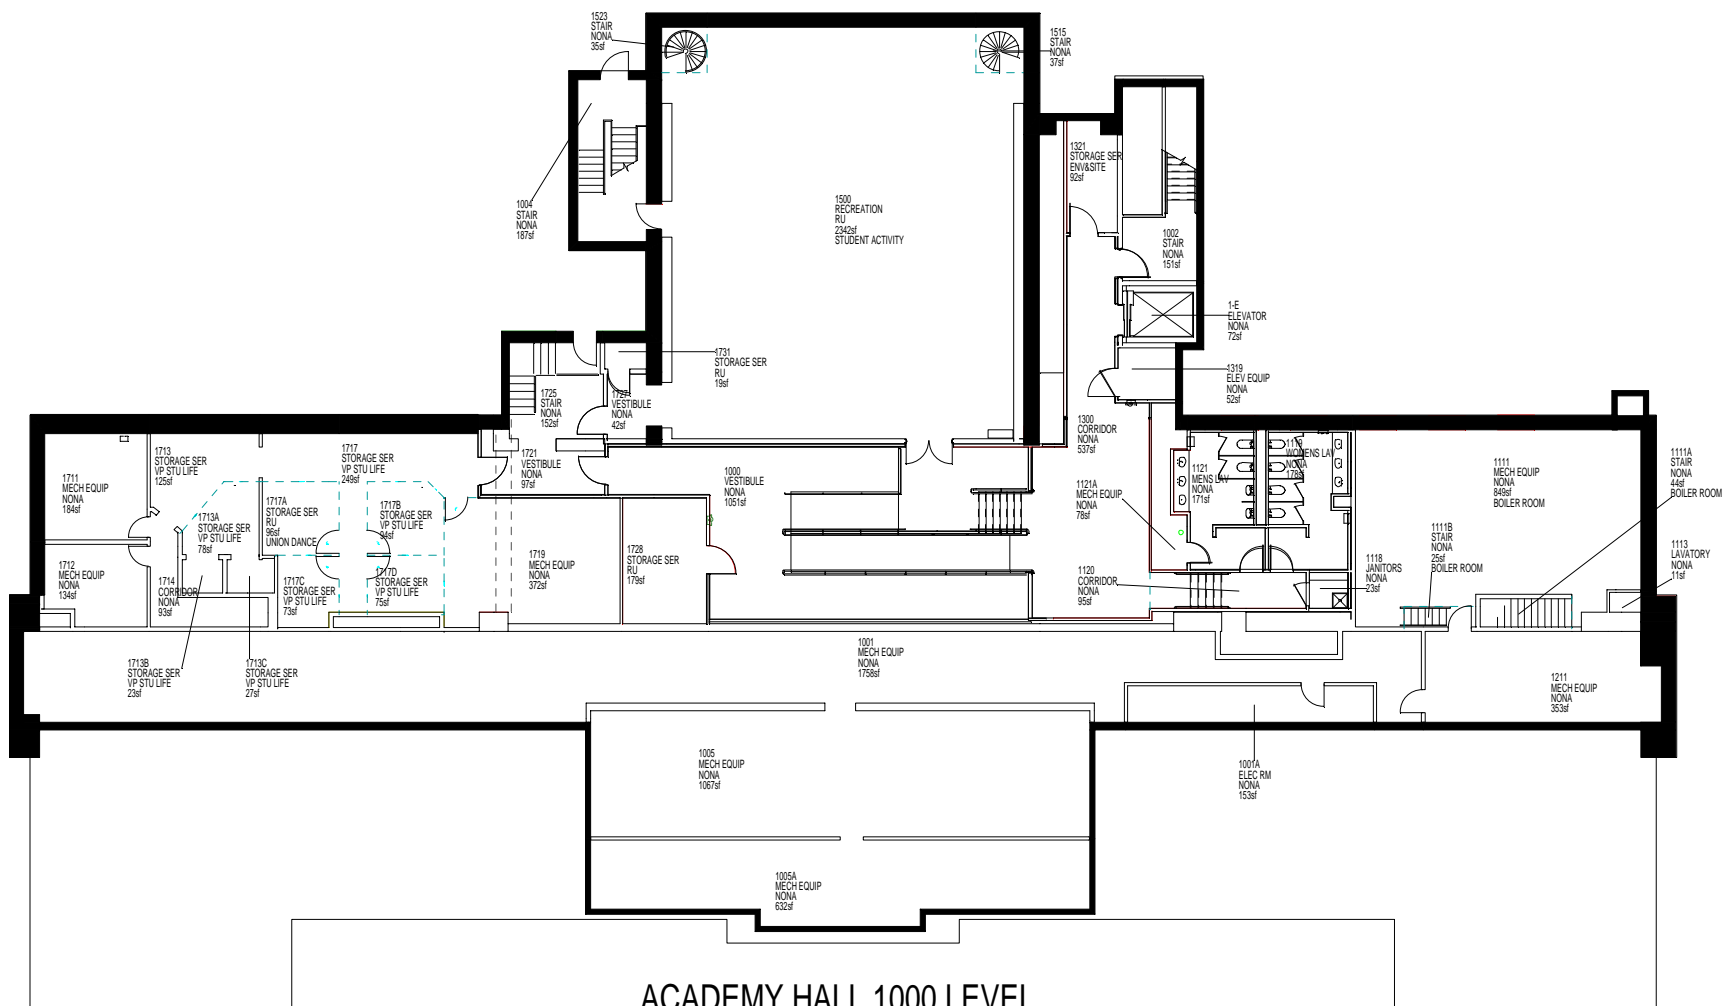 1523
STAIR
NONA
35sf
1515
STAIR
NONA
37sf
1004
STAIR
NONA
187sf
1500
RECREATION
RU
2342sf
STUDENT ACTIVITY
1321
STORAGE SER
ENV&SITE
92sf
1002
STAIR
NONA
151sf
1-E
ELEVATOR
NONA
72sf
1319
ELEV EQUIP
NONA
52sf
1731
STORAGE SER
RU
19sf
1725
STAIR
NONA
152sf
1727
VESTIBULE
NONA
42sf
1721
VESTIBULE
NONA
97sf
1300
CORRIDOR
NONA
537sf
1000
VESTIBULE
NONA
1051sf
1711
MECH EQUIP
NONA
184sf
1713
STORAGE SER
VP STU LIFE
125sf
1717
STORAGE SER
VP STU LIFE
249sf
1717A
STORAGE SER
RU
96sf
UNION DANCE
1717B
STORAGE SER
VP STU LIFE
94sf
1713A
STORAGE SER
VP STU LIFE
78sf
1712
MECH EQUIP
NONA
134sf
1714
CORRIDOR
NONA
93sf
1717C
STORAGE SER
VP STU LIFE
73sf
1717D
STORAGE SER
VP STU LIFE
75sf
1719
MECH EQUIP
NONA
372sf
1728
STORAGE SER
RU
179sf
1121A
MECH EQUIP
NONA
78sf
1121
MENS LAV
NONA
171sf
1119
WOMENS LAV
NONA
178sf
1111
MECH EQUIP
NONA
849sf
BOILER ROOM
1111A
STAIR
NONA
44sf
BOILER ROOM
1111B
STAIR
NONA
25sf
BOILER ROOM
1113
LAVATORY
NONA
11sf
1120
CORRIDOR
NONA
95sf
1118
JANITORS
NONA
23sf
1713B
STORAGE SER
VP STU LIFE
23sf
1713C
STORAGE SER
VP STU LIFE
27sf
1001
MECH EQUIP
NONA
1758sf
1211
MECH EQUIP
NONA
353sf
1005
MECH EQUIP
NONA
1067sf
1001A
ELEC RM
NONA
153sf
1005A
MECH EQUIP
NONA
632sf
ACADEMY HALL 1000 LEVEL